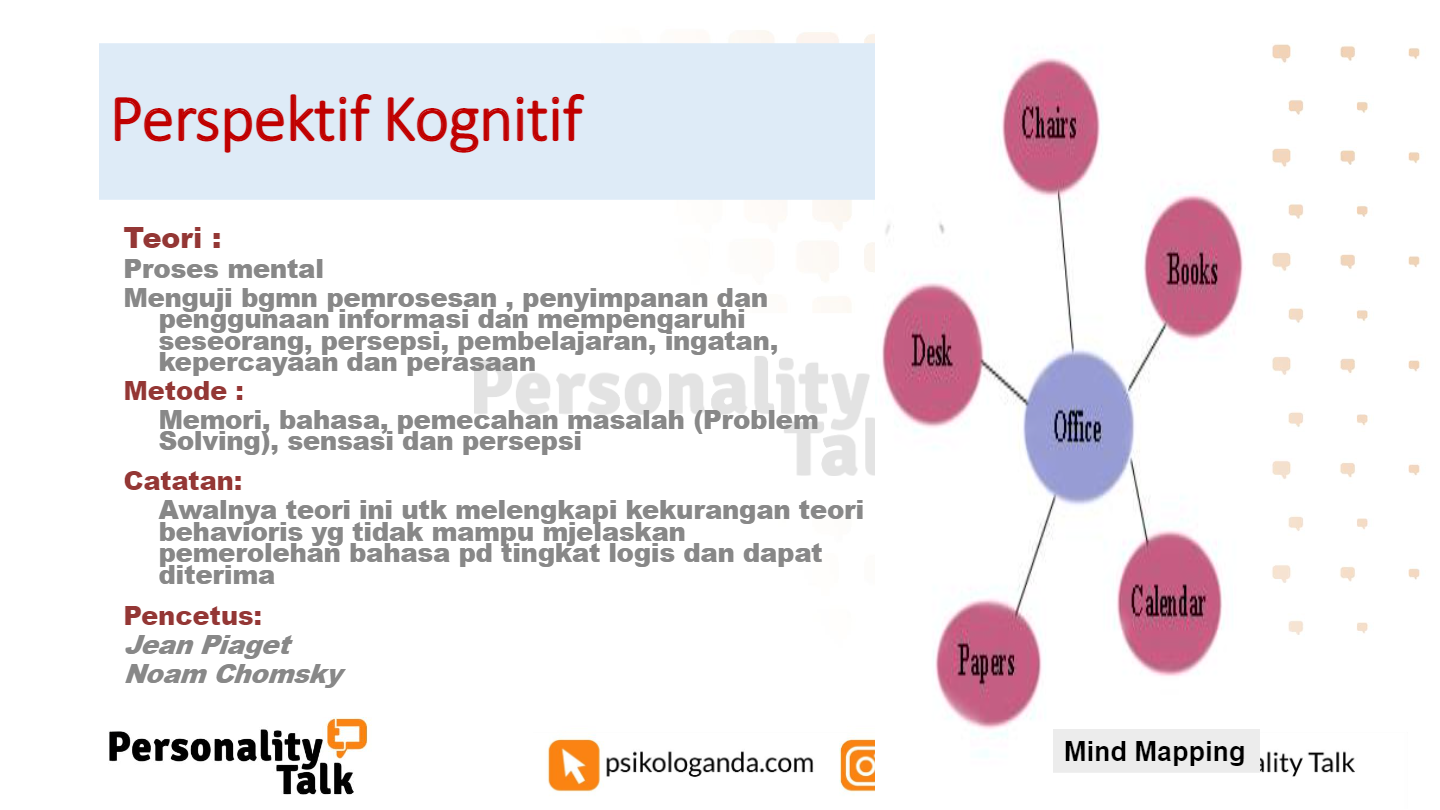 Perspektif Kognitif
Teori :
Proses mental
Menguji bgmn pemrosesan , penyimpanan dan
penggunaan informasi dan mempengaruhi
seseorang, persepsi, pembelajaran, ingatan,
kepercayaan dan perasaan
Metode :
Memori, bahasa, pemecahan masalah (Problem
Solving), sensasi dan persepsi
Catatan:
Awalnya teori ini utk melengkapi kekurangan teori
behavioris yg tidak mampu mjelaskan
pemerolehan bahasa pd tingkat logis dan dapat
diterima
Pencetus:
Jean Piaget
Noam Chomsky
Personality
Chairs
Books
Desk
Office
Calendar
Papers
Mind Mapping
Personality
Talk
psikologanda.com
Talk